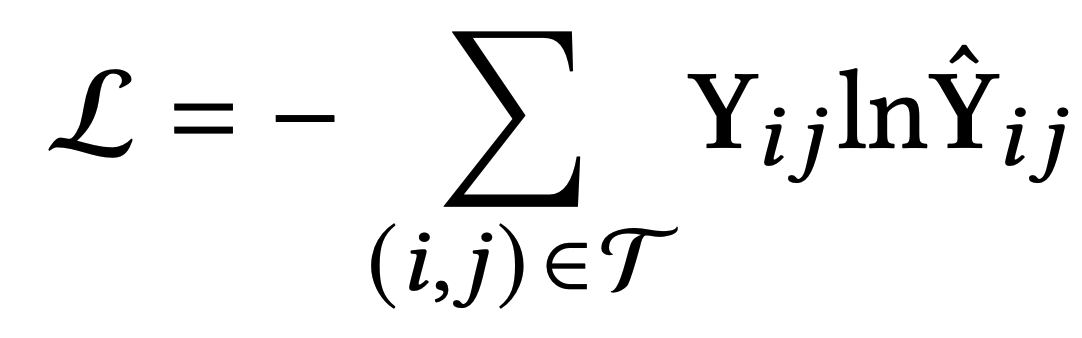 ℒ = − ∑ Y_{ij} ln Ŷ_{ij}
(i, j) ∈ 𝒯